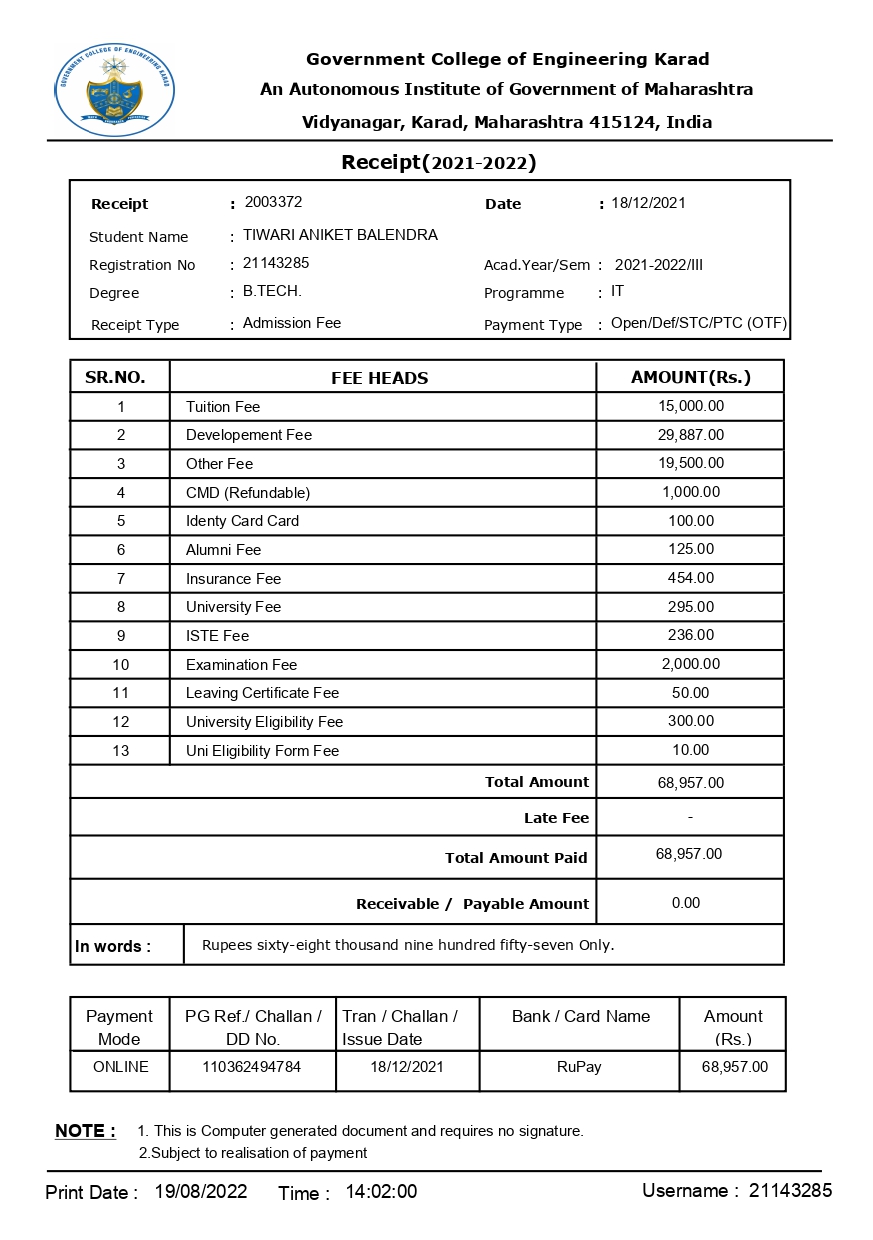 GOVERNMENT COLLEGE OF ENGINEERING KARAD
Government College of Engineering Karad
An Autonomous Institute of Government of Maharashtra
Vidyanagar, Karad, Maharashtra 415124, India
Receipt(2021-2022)
Receipt : 2003372 Date : 18/12/2021
Student Name : TIWARI ANIKET BALENDRA
Registration No : 21143285 Acad.Year/Sem : 2021-2022/III
Degree : B.TECH. Programme : IT
Receipt Type : Admission Fee Payment Type : Open/Def/STC/PTC (OTF)
SR.NO. FEE HEADS AMOUNT(Rs.)
1 Tuition Fee 15,000.00
2 Developement Fee 29,887.00
3 Other Fee 19,500.00
4 CMD (Refundable) 1,000.00
5 Identy Card Card 100.00
6 Alumni Fee 125.00
7 Insurance Fee 454.00
8 University Fee 295.00
9 ISTE Fee 236.00
10 Examination Fee 2,000.00
11 Leaving Certificate Fee 50.00
12 University Eligibility Fee 300.00
13 Uni Eligibility Form Fee 10.00
Total Amount 68,957.00
Late Fee -
Total Amount Paid 68,957.00
Receivable / Payable Amount 0.00
In words : Rupees sixty-eight thousand nine hundred fifty-seven Only.
Payment PG Ref./ Challan / Tran / Challan / Bank / Card Name Amount
Mode DD No. Issue Date (Rs.)
ONLINE 110362494784 18/12/2021 RuPay 68,957.00
NOTE : 1. This is Computer generated document and requires no signature.
2.Subject to realisation of payment
Print Date : 19/08/2022 Time : 14:02:00 Username : 21143285